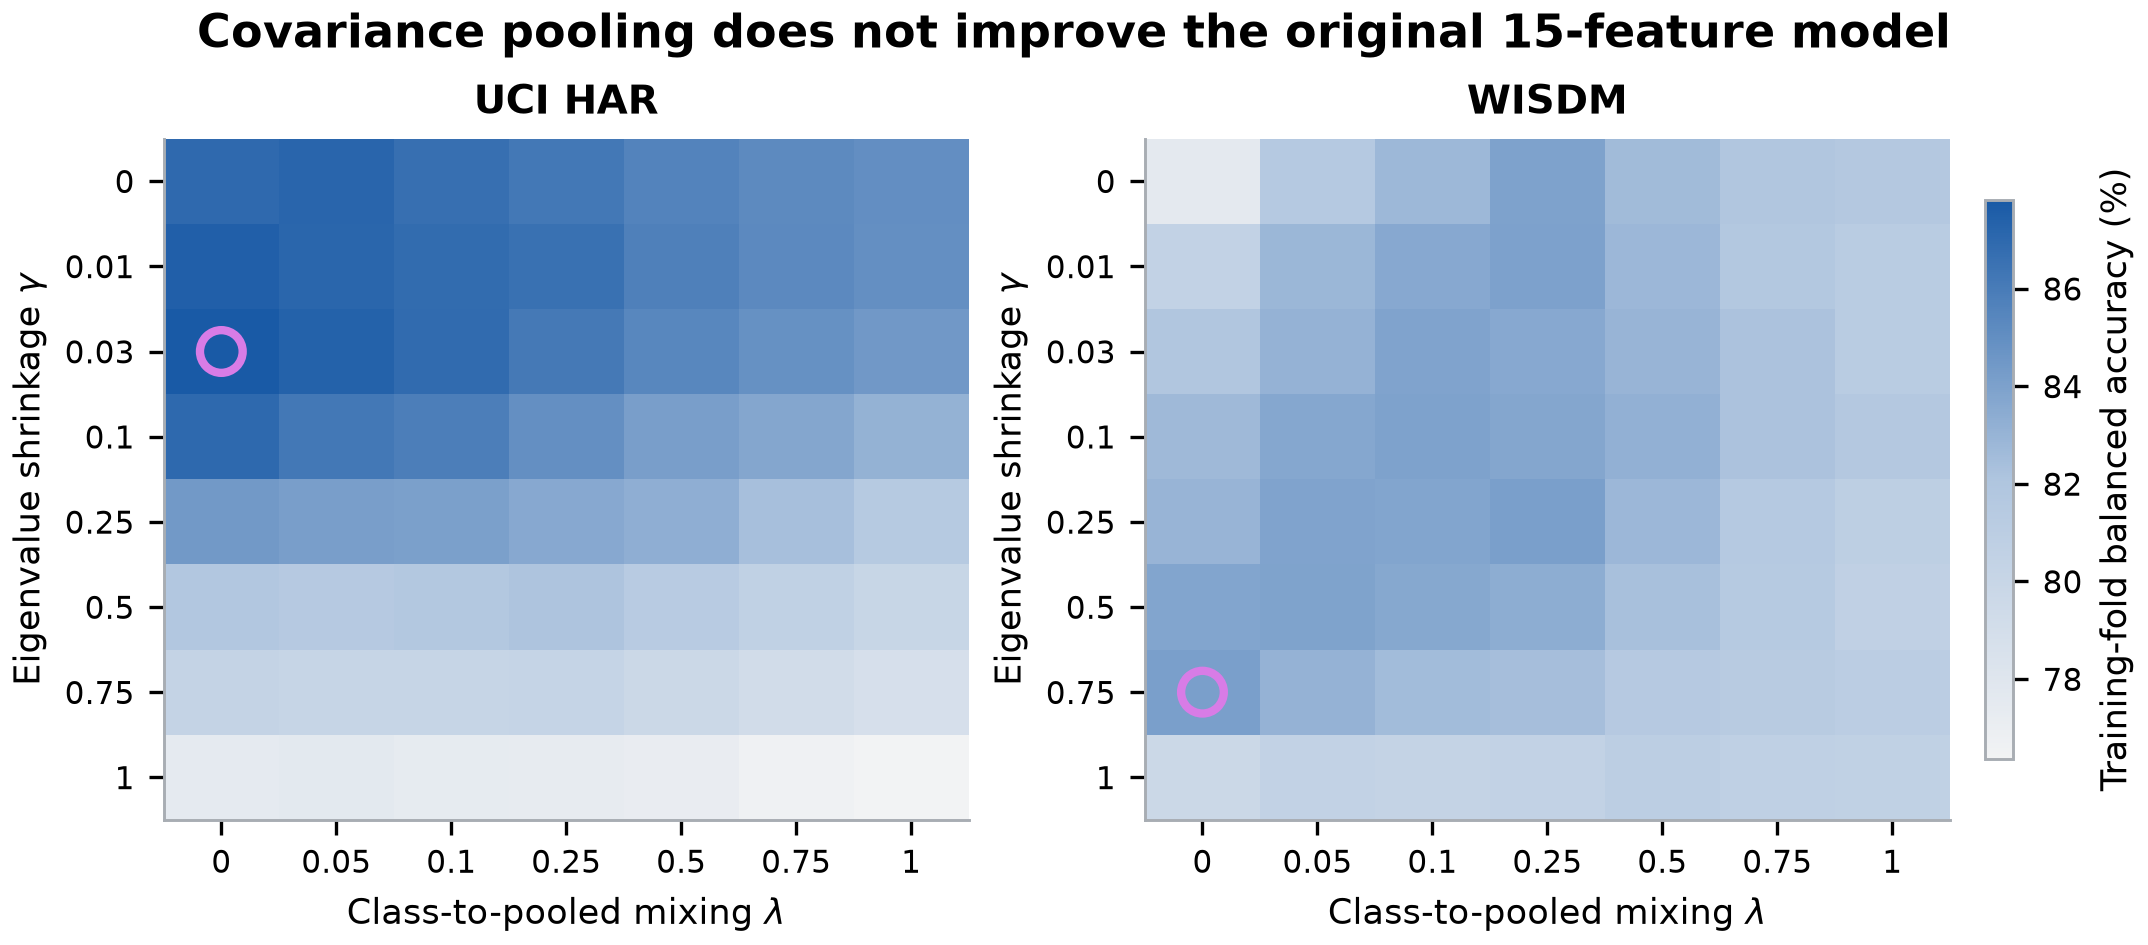 Covariance pooling does not improve the original 15-feature model
UCI HAR
Eigenvalue shrinkage γ
0
0.01
0.03
0.1
0.25
0.5
0.75
1
0 0.05 0.1 0.25 0.5 0.75 1
Class-to-pooled mixing λ
WISDM
Eigenvalue shrinkage γ
0
0.01
0.03
0.1
0.25
0.5
0.75
1
0 0.05 0.1 0.25 0.5 0.75 1
Class-to-pooled mixing λ
86
84
82
80
78
Training-fold balanced accuracy (%)